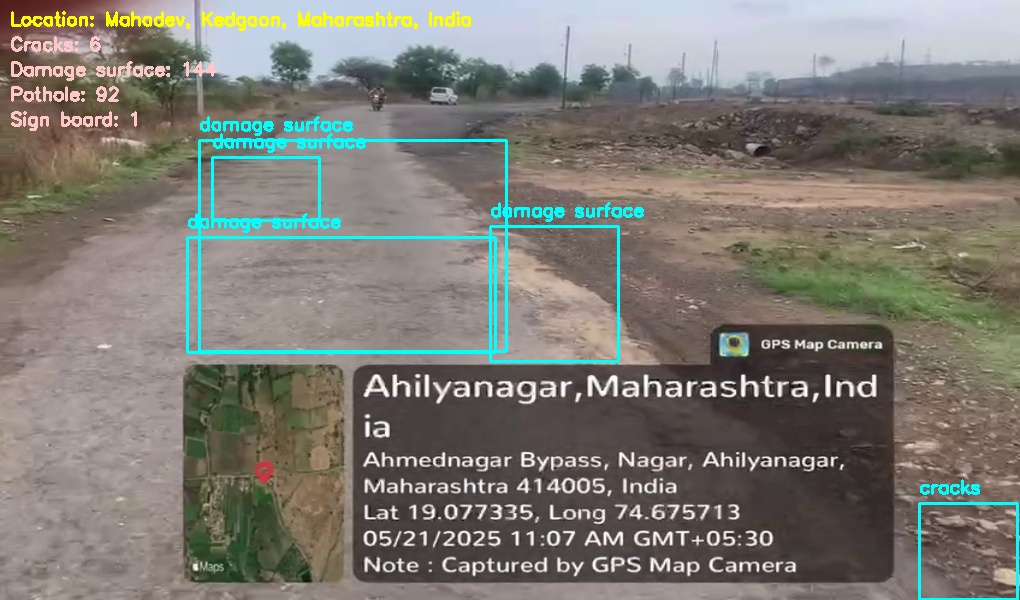 Location: Mahadev, Kedgaon, Maharashtra, India
Cracks: 6
Damage surface: 144
Pothole: 92
Sign board: 1
damage surface
damage surface
damage surface
damage surface
GPS Map Camera
Ahilyanagar,Maharashtra,Ind
ia
Ahmednagar Bypass, Nagar, Ahilyanagar,
Maharashtra 414005, India
Lat 19.077335, Long 74.675713
05/21/2025 11:07 AM GMT+05:30
Note : Captured by GPS Map Camera
Maps
cracks